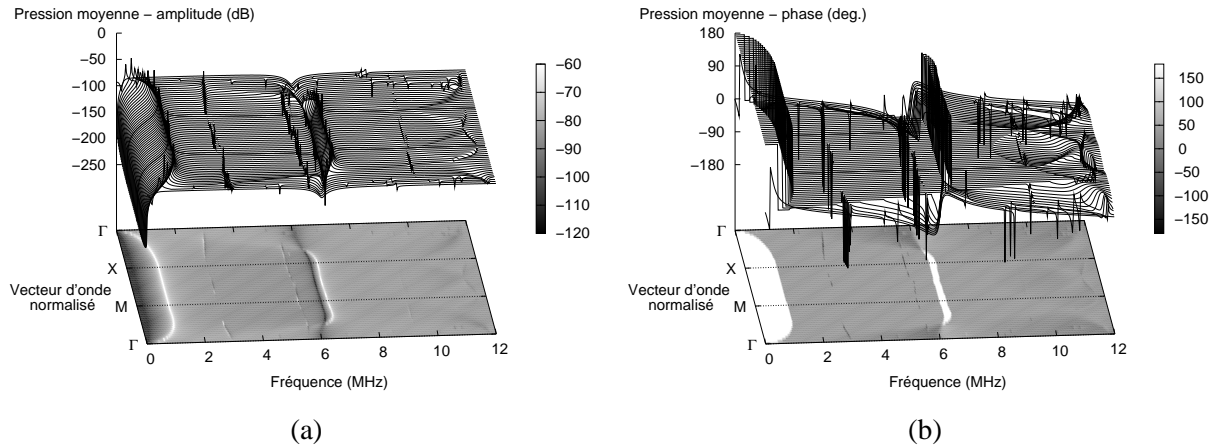 Pression moyenne − amplitude (dB)
0
−50
−100
−150
−200
−250
−60
−70
−80
−90
−100
−110
−120
Γ
X
M
Γ
Vecteur d'onde
normalisé
0 2 4 6 8 10 12
Fréquence (MHz)
(a)
Pression moyenne − phase (deg.)
180
90
0
−90
−180
150
100
50
0
−50
−100
−150
Γ
X
M
Γ
Vecteur d'onde
normalisé
0 2 4 6 8 10 12
Fréquence (MHz)
(b)